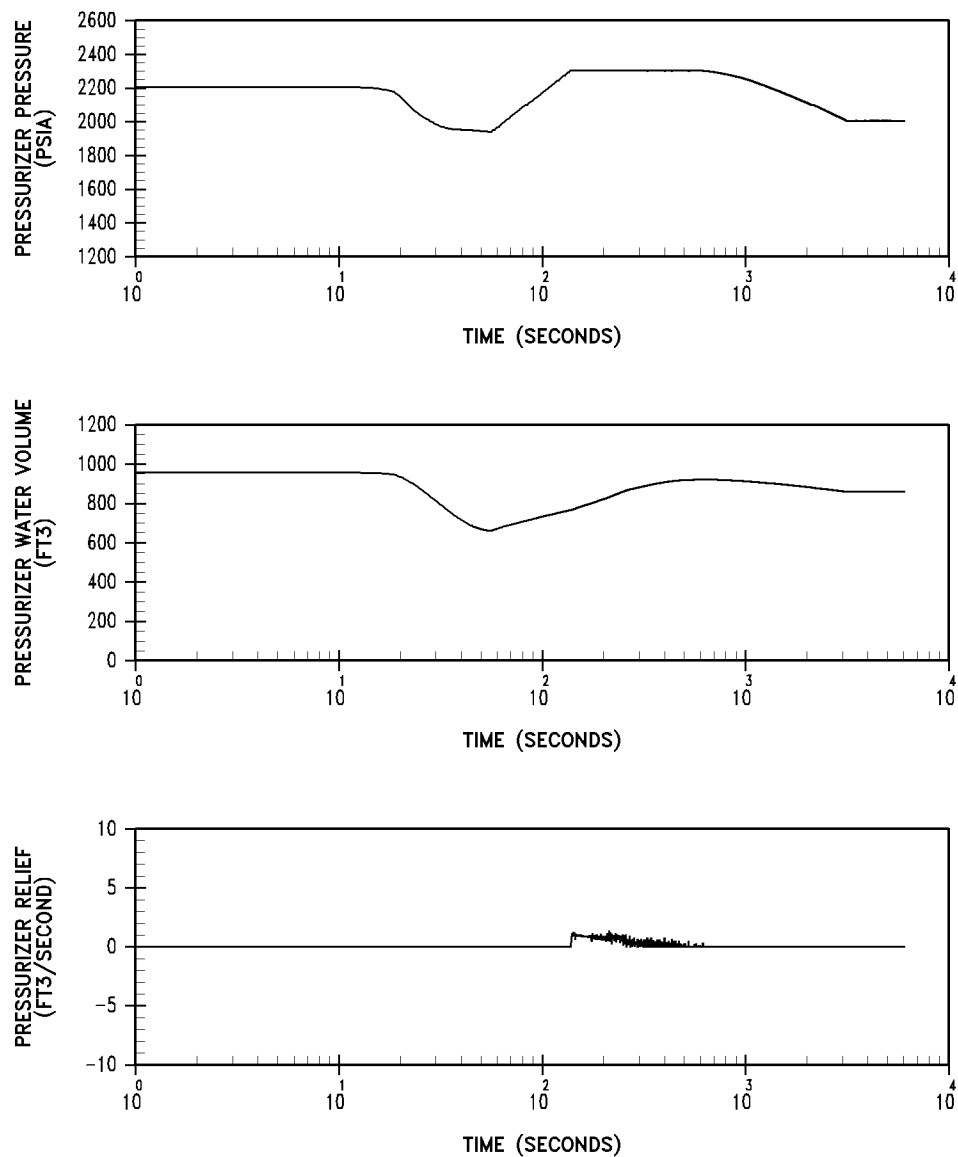 PRESSURIZER PRESSURE
(PSIA)
2600
2400
2200
2000
1800
1600
1400
1200
10^0 10^1 10^2 10^3 10^4
TIME (SECONDS)
PRESSURIZER WATER VOLUME
(FT3)
1200
1000
800
600
400
200
0
10^0 10^1 10^2 10^3 10^4
TIME (SECONDS)
PRESSURIZER RELIEF
(FT3/SECOND)
10
5
0
-5
-10
10^0 10^1 10^2 10^3 10^4
TIME (SECONDS)